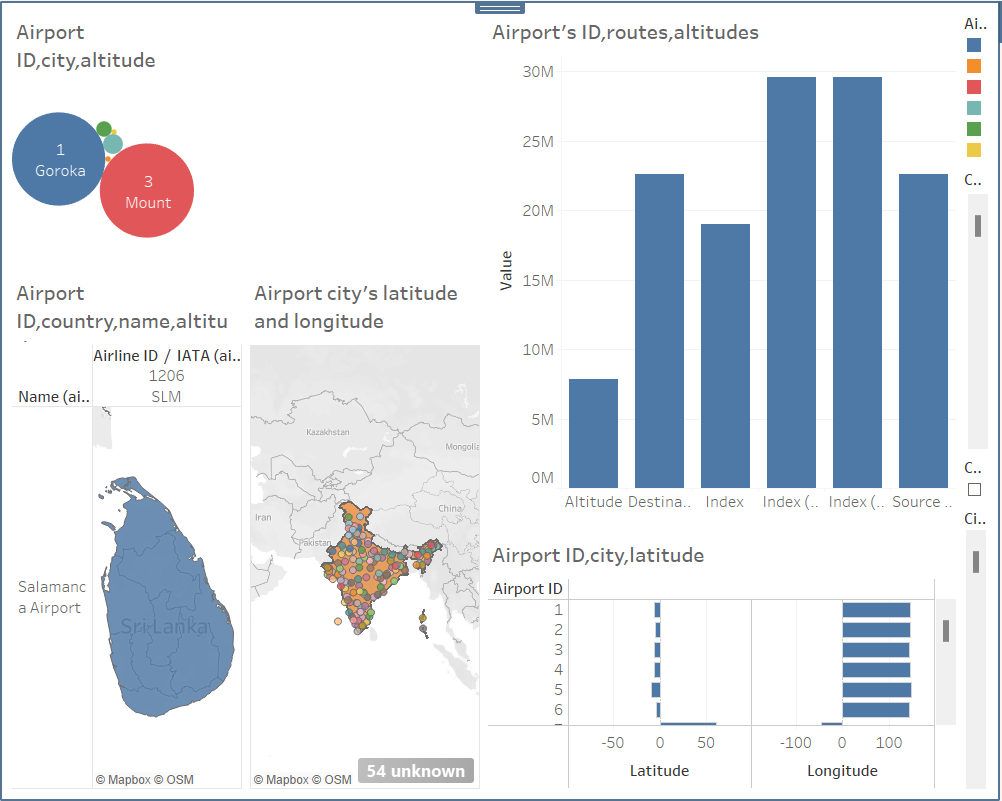 Airport
ID,city,altitude
1
Goroka
3
Mount
Airport's ID,routes,altitudes
30M
25M
20M
15M
10M
5M
0M
Value
Altitude Destina.. Index Index (.. Index (.. Source ..
Ai..
C..
C..
Ci..
Airport
ID,country,name,altitu
Airline ID / IATA (ai..
1206
Name (ai.. SLM
Salamanc
a Airport
Sri Lanka
© Mapbox © OSM
Airport city's latitude
and longitude
Kazakhstan
Mongolia
Iran
China
Pakistan
54 unknown
© Mapbox © OSM
Airport ID,city,latitude
Airport ID
1
2
3
4
5
6
-50 0 50 -100 0 100
Latitude Longitude